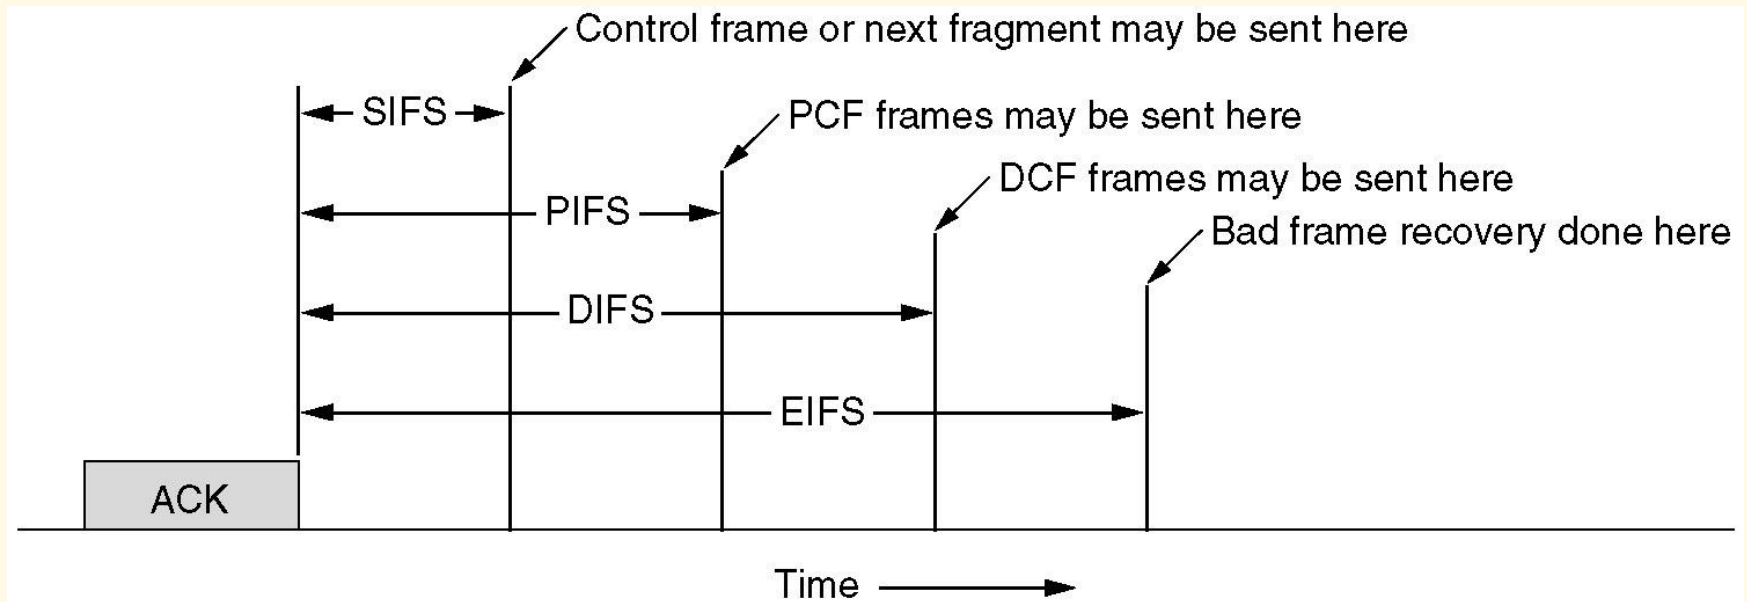 Control frame or next fragment may be sent here
SIFS
PCF frames may be sent here
DCF frames may be sent here
PIFS
Bad frame recovery done here
DIFS
EIFS
ACK
Time